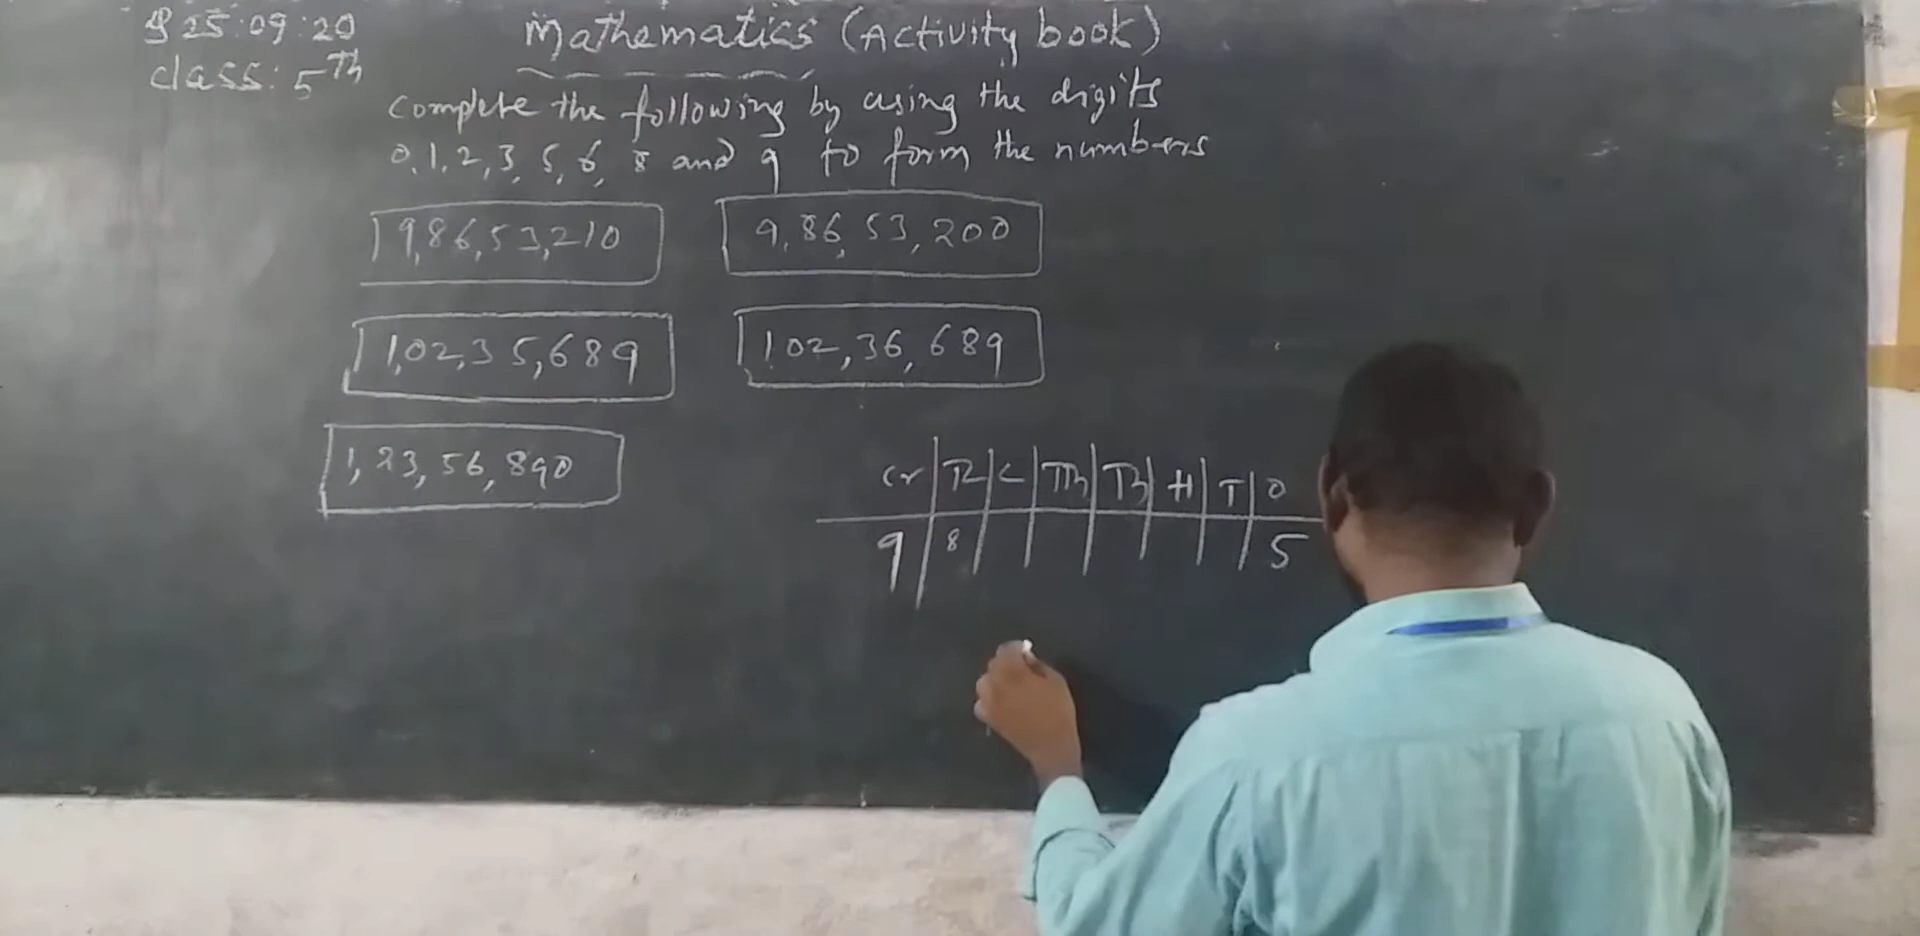 25:09:20
class: 5Th
Mathematics (Activity book)
Complete the following by using the digits
0,1,2,3,5,6,8 and 9 to form the numbers
9,86,53,210
9,86,53,200
1,02,35,689
1,02,36,689
1,23,56,890
Cr TL L TTh Th H T O
9 8 5